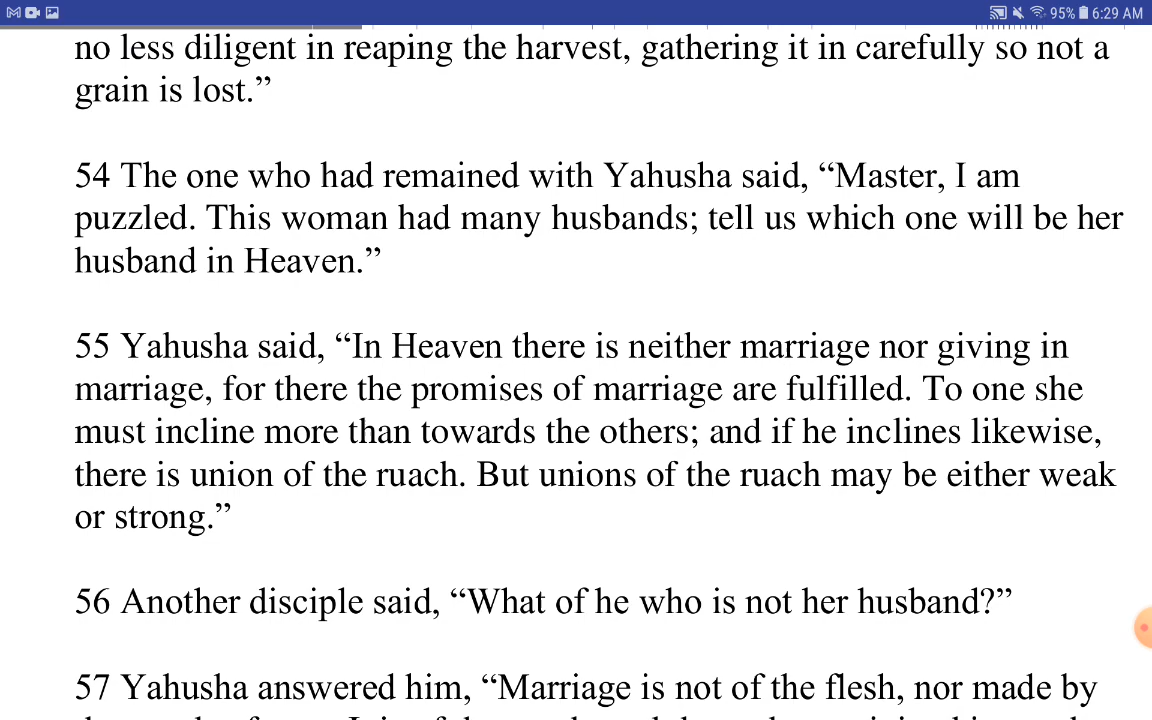 95% 6:29 AM
no less diligent in reaping the harvest, gathering it in carefully so not a
grain is lost.”
54 The one who had remained with Yahusha said, “Master, I am
puzzled. This woman had many husbands; tell us which one will be her
husband in Heaven.”
55 Yahusha said, “In Heaven there is neither marriage nor giving in
marriage, for there the promises of marriage are fulfilled. To one she
must incline more than towards the others; and if he inclines likewise,
there is union of the ruach. But unions of the ruach may be either weak
or strong.”
56 Another disciple said, “What of he who is not her husband?”
57 Yahusha answered him, “Marriage is not of the flesh, nor made by